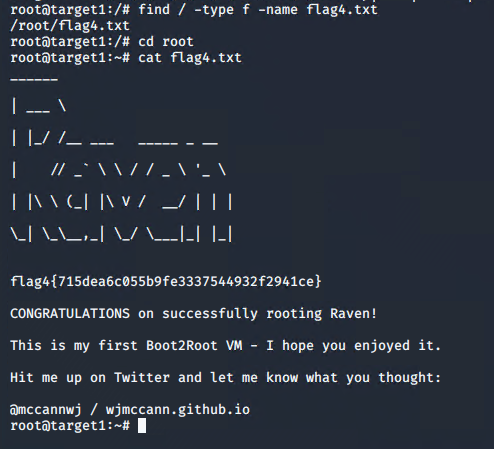 root@target1:/# find / -type f -name flag4.txt
/root/flag4.txt
root@target1:/# cd root
root@target1:~# cat flag4.txt
______
| ___ \
| |_/ /__ ___   _____ _ __
|    // _` \ \ / / _ \ '_ \
| |\ \ (_| |\ V /  __/ | | |
\_| \_\__,_| \_/ \___|_| |_|
flag4{715dea6c055b9fe3337544932f2941ce}
CONGRATULATIONS on successfully rooting Raven!
This is my first Boot2Root VM - I hope you enjoyed it.
Hit me up on Twitter and let me know what you thought:
@mccannwj / wjmccann.github.io
root@target1:~#